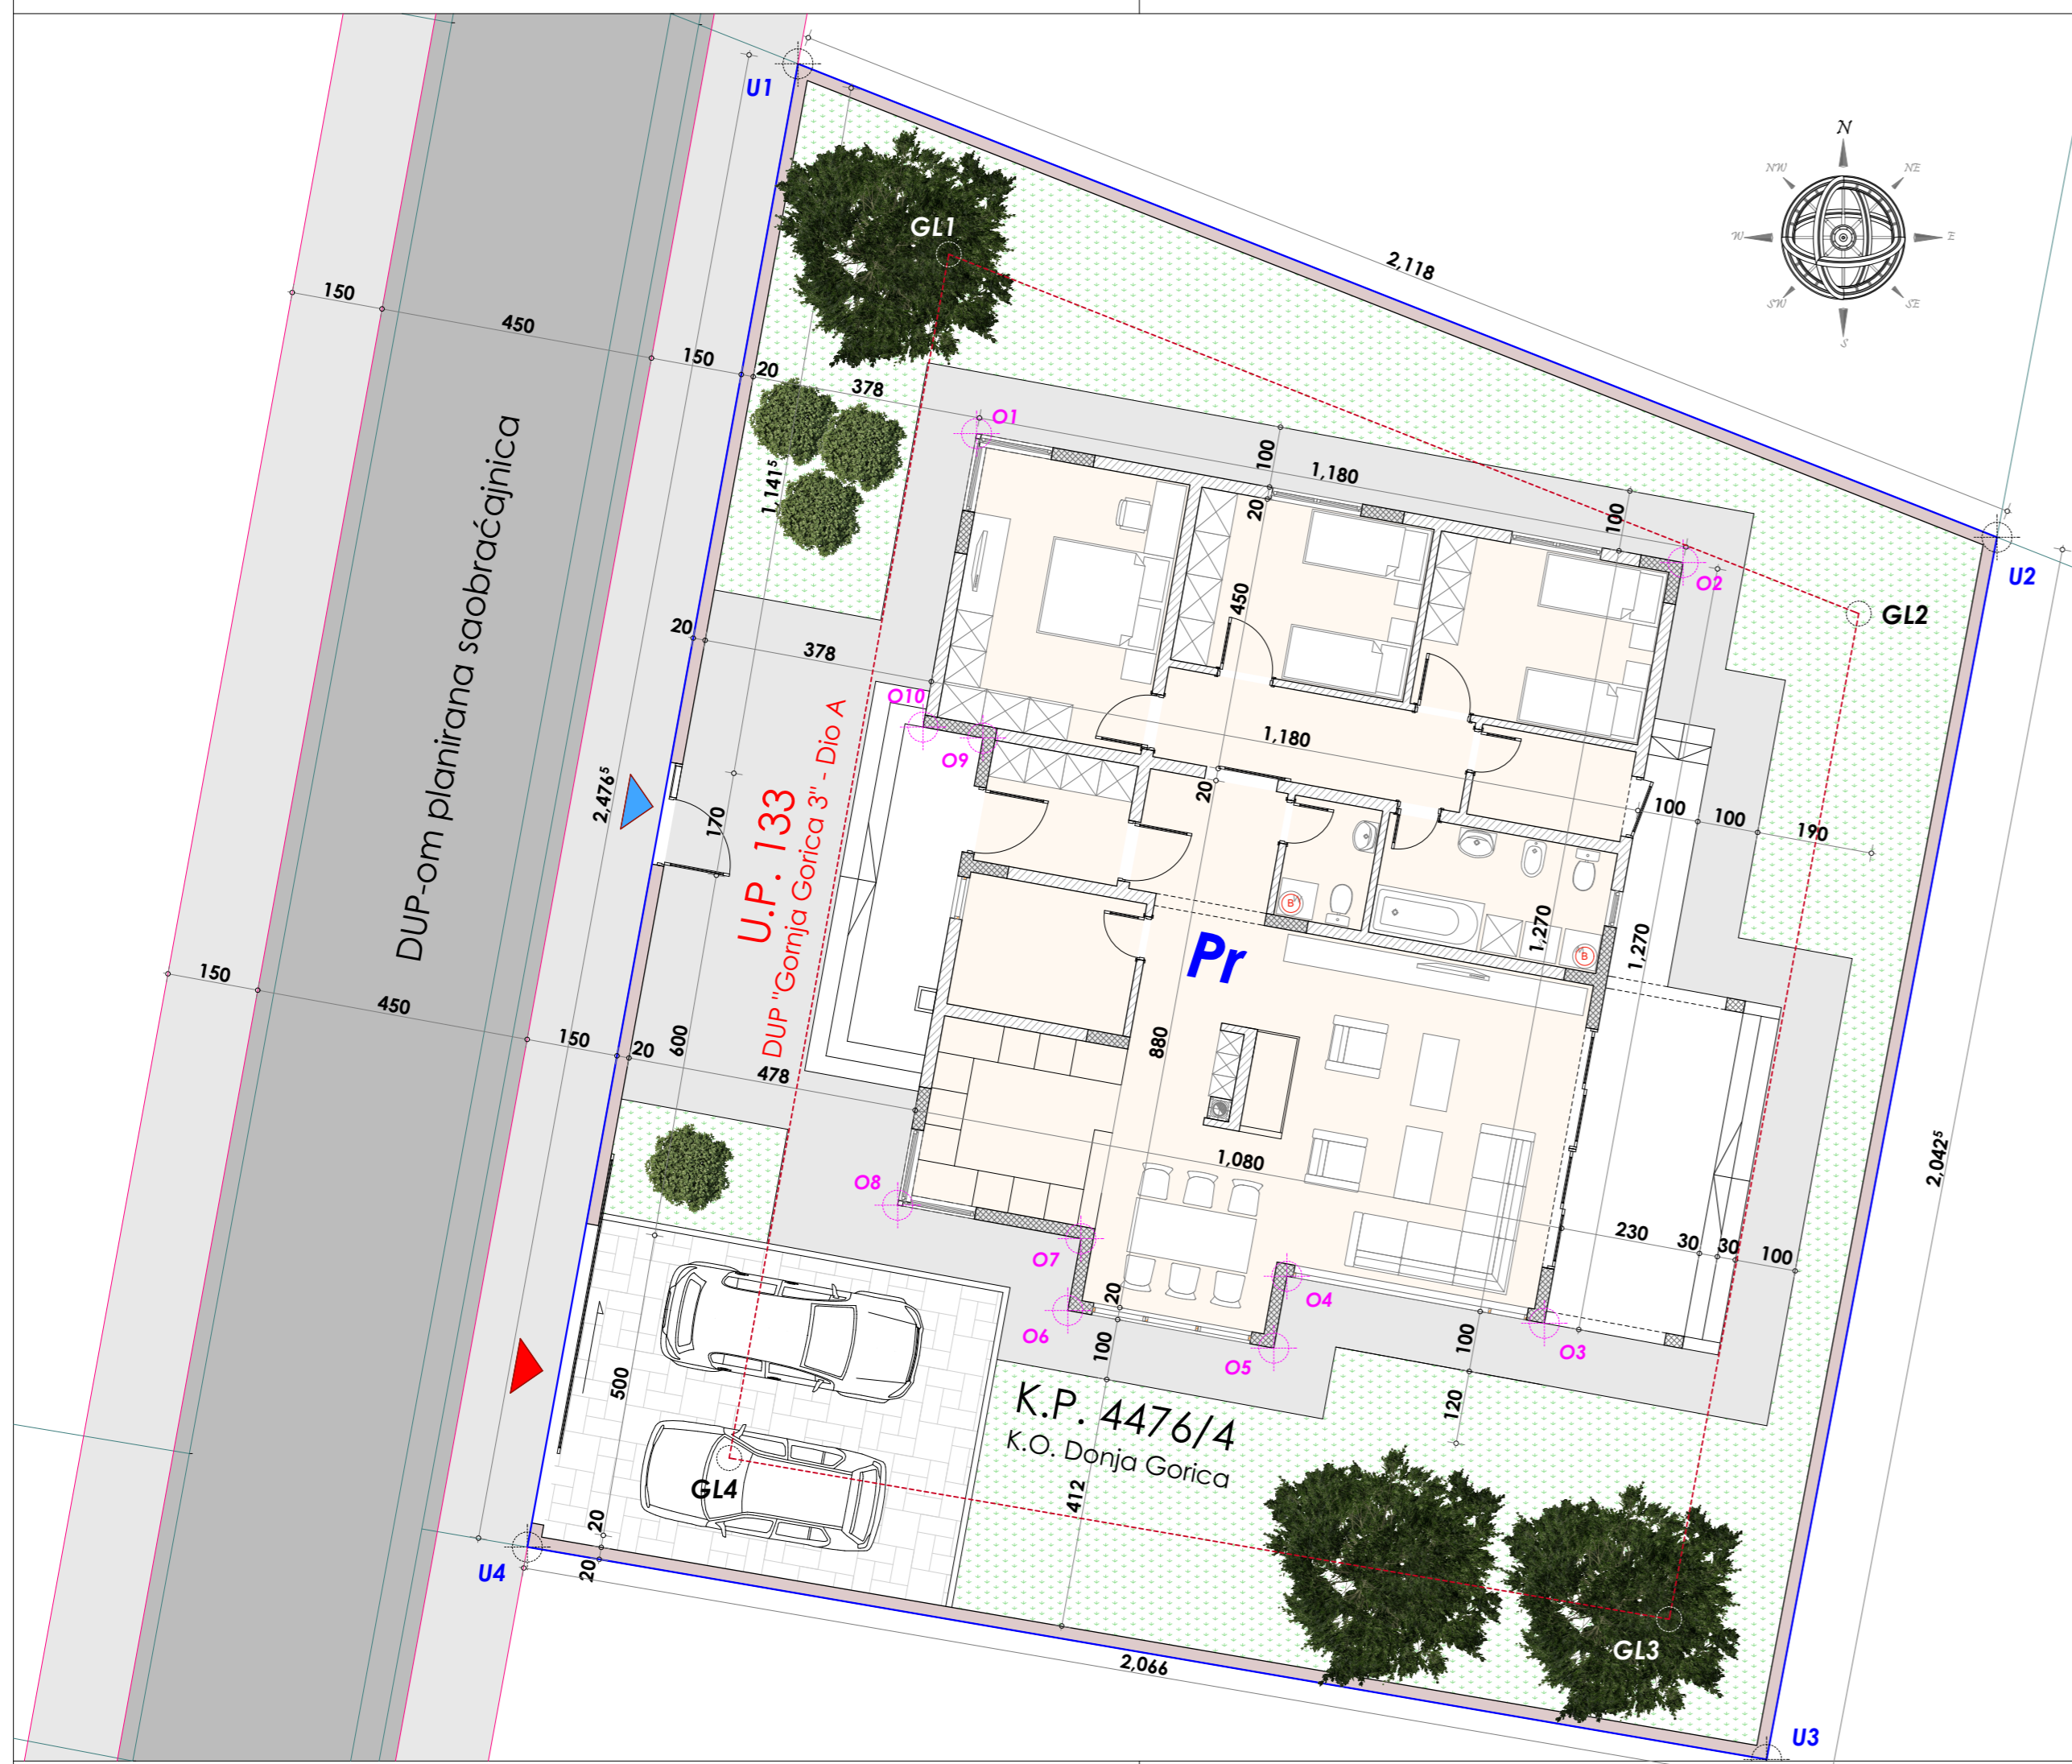 U1
N
NW
NE
W
E
SW
SE
S
GL1
2,118
150
450
150
20
378
O1
100
1,180
20
100
1,141⁵
O2
U2
GL2
450
20
378
O10
O9
1,180
20
100
100
190
DUP-om planirana saobraćajnica
2,476⁵
170
U.P. 133
DUP "Gornja Gorica 3" - Dio A
B
B
1,270
1,270
Pr
150
450
150
20
600
478
880
1,080
2,042⁵
O8
O7
O6
20
100
O5
O4
100
O3
230
30
30
100
120
500
K.P. 4476/4
K.O. Donja Gorica
GL4
412
20
20
U4
GL3
2,066
U3